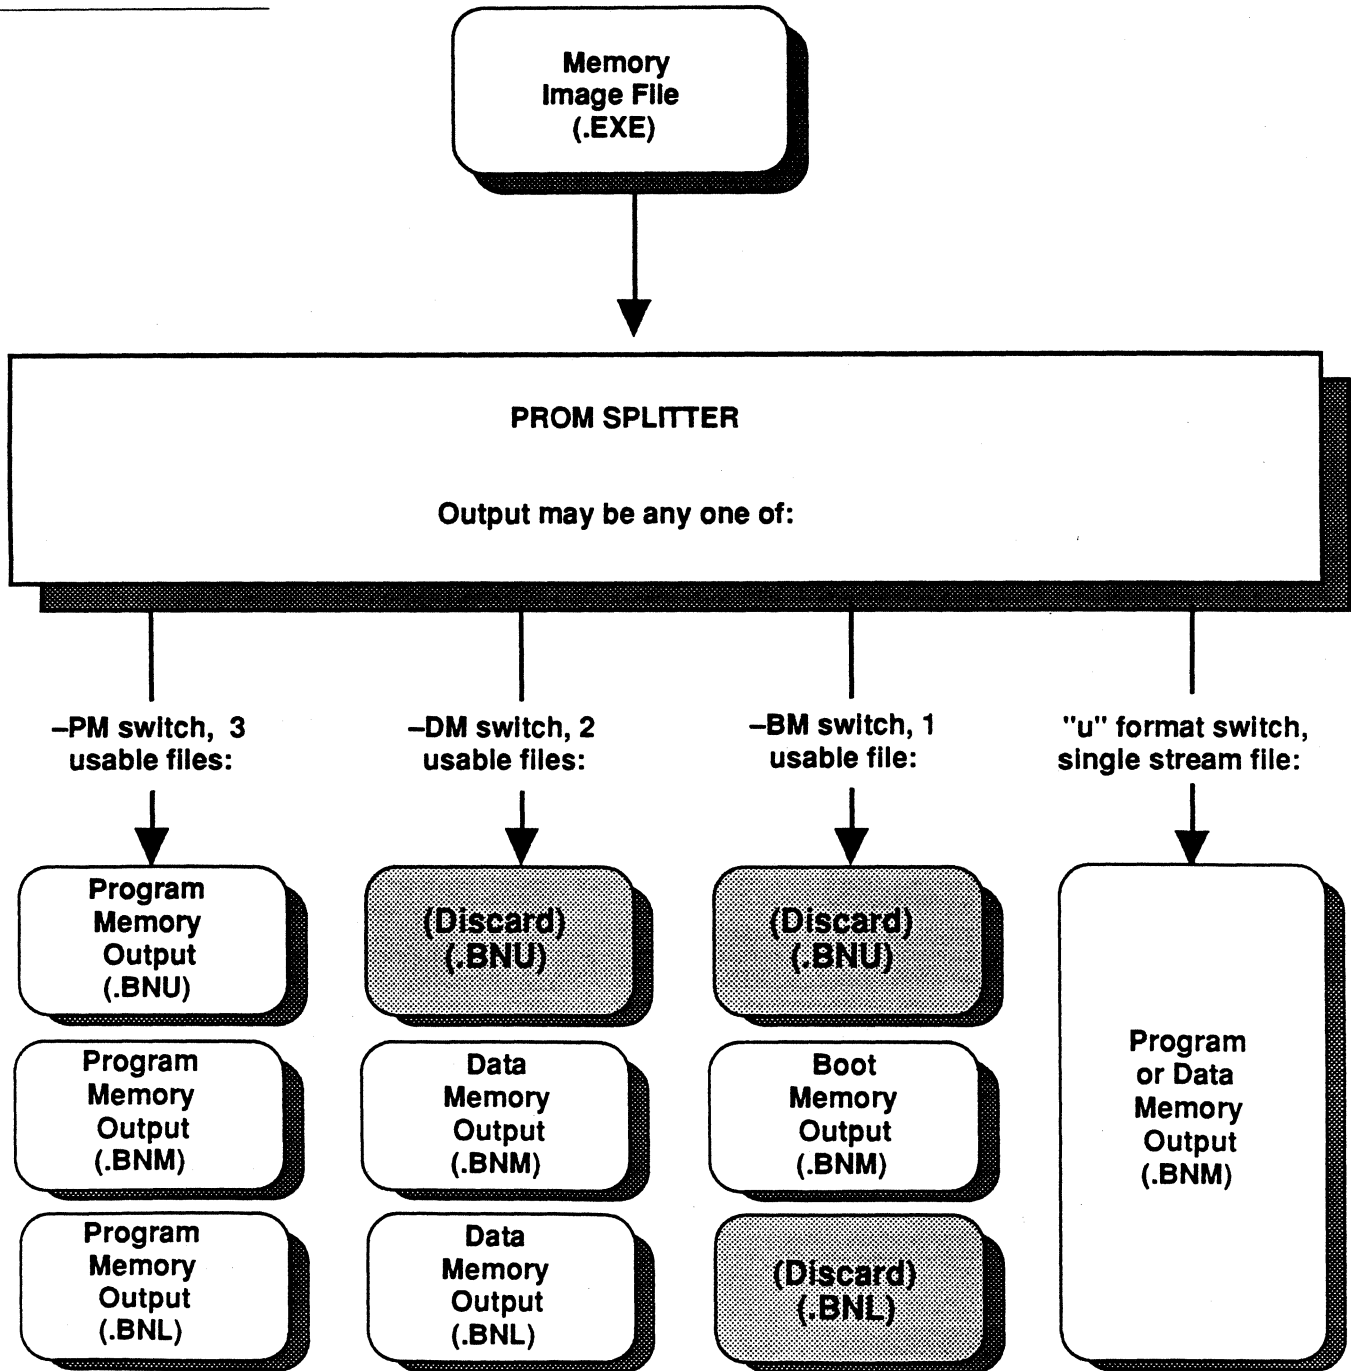 Memory
Image File
(.EXE)
PROM SPLITTER
Output may be any one of:
–PM switch, 3
usable files:
–DM switch, 2
usable files:
–BM switch, 1
usable file:
"u" format switch,
single stream file:
Program
Memory
Output
(.BNU)
(Discard)
(.BNU)
(Discard)
(.BNU)
Program
or Data
Memory
Output
(.BNM)
Program
Memory
Output
(.BNM)
Data
Memory
Output
(.BNM)
Boot
Memory
Output
(.BNM)
Program
Memory
Output
(.BNL)
Data
Memory
Output
(.BNL)
(Discard)
(.BNL)